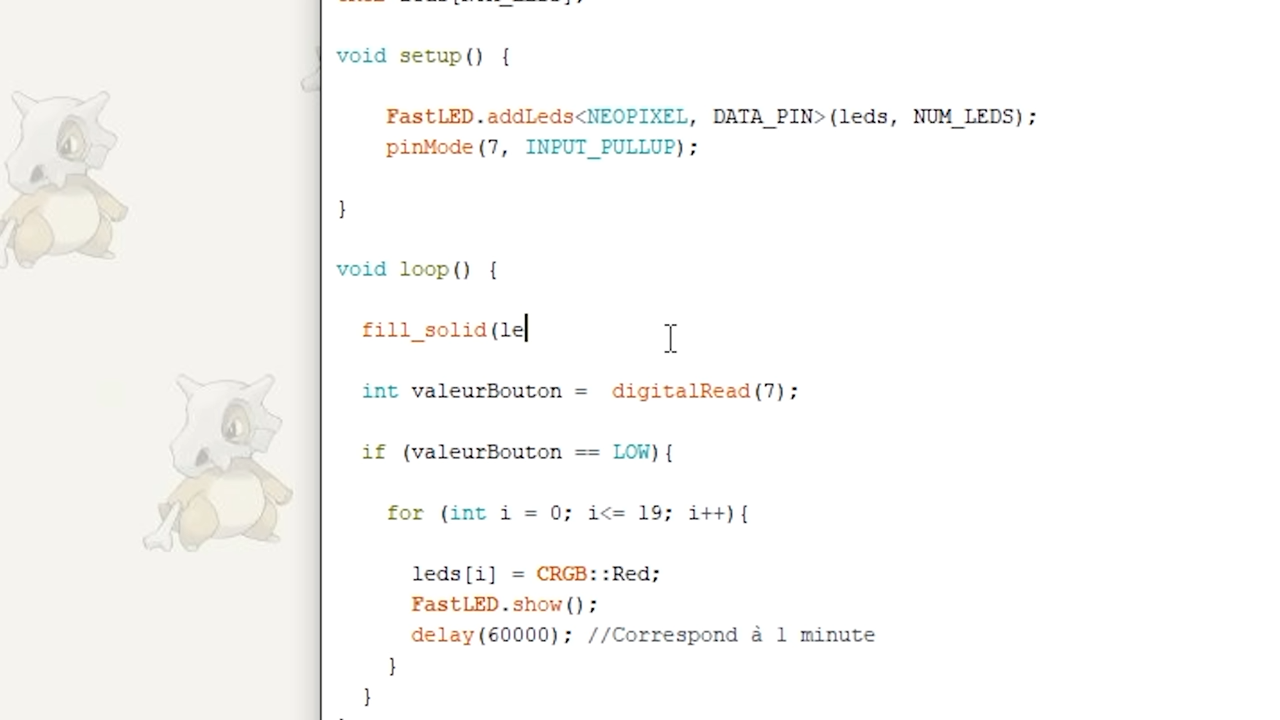 void setup() {
FastLED.addLeds<NEOPIXEL, DATA_PIN>(leds, NUM_LEDS);
pinMode(7, INPUT_PULLUP);
}
void loop() {
fill_solid(le
int valeurBouton =  digitalRead(7);
if (valeurBouton == LOW){
for (int i = 0; i<= 19; i++){
leds[i] = CRGB::Red;
FastLED.show();
delay(60000); //Correspond à 1 minute
}
}